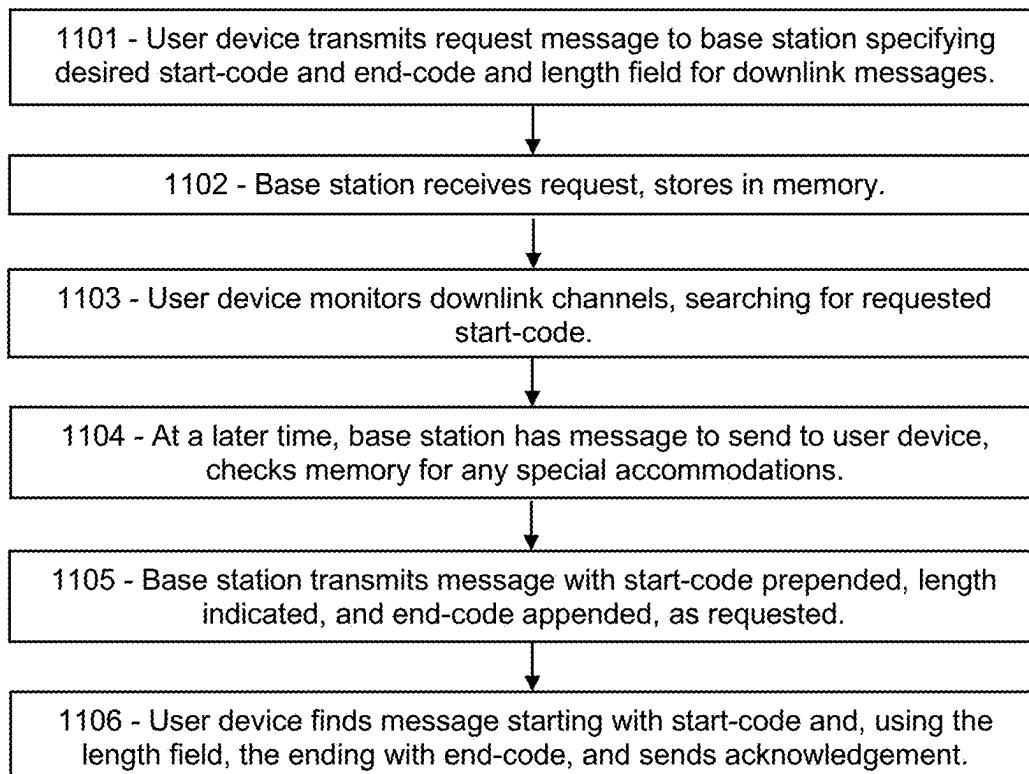 1101 - User device transmits request message to base station specifying
desired start-code and end-code and length field for downlink messages.
1102 - Base station receives request, stores in memory.
1103 - User device monitors downlink channels, searching for requested
start-code.
1104 - At a later time, base station has message to send to user device,
checks memory for any special accommodations.
1105 - Base station transmits message with start-code prepended, length
indicated, and end-code appended, as requested.
1106 - User device finds message starting with start-code and, using the
length field, the ending with end-code, and sends acknowledgement.